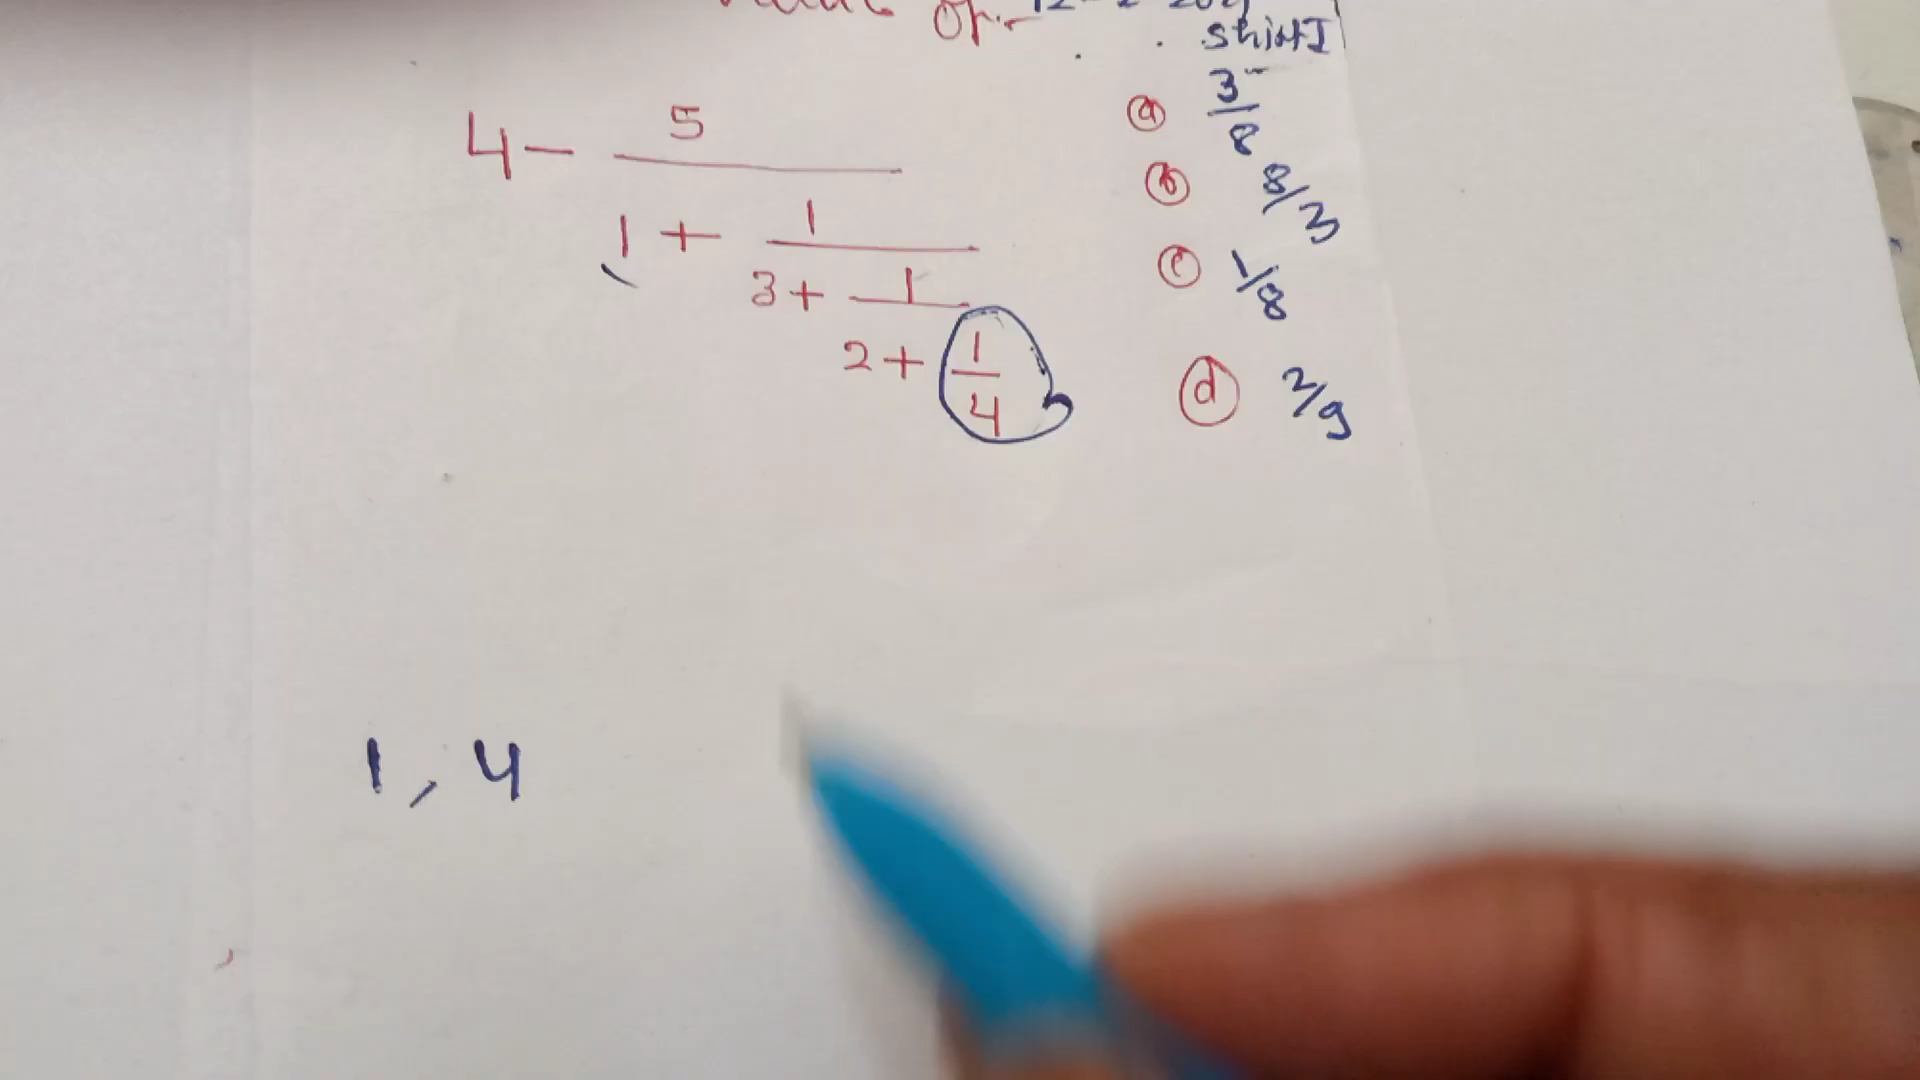 of:-
shift I
4 - 5
1 + 1
3 + 1
2 + 1
4
(a) 3/8
(b) 8/3
(c) 1/8
(d) 2/9
1, 4